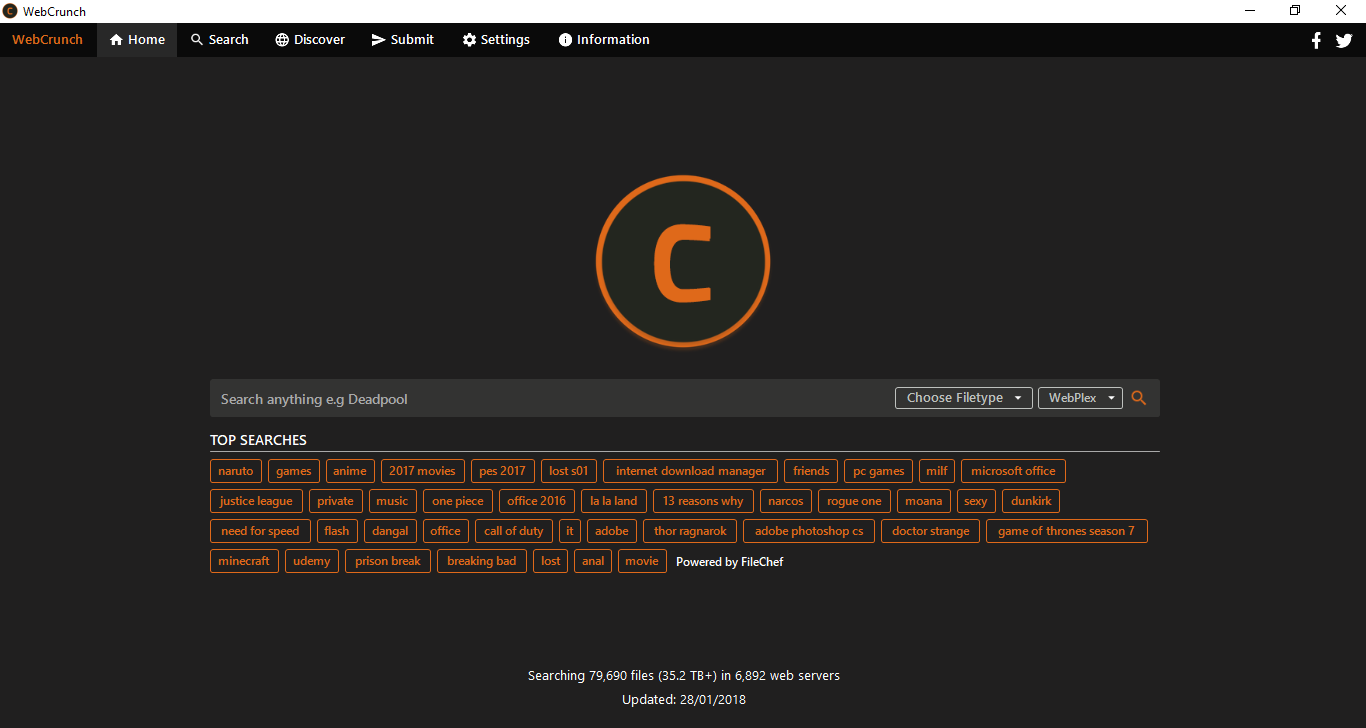 WebCrunch
WebCrunch Home Search Discover Submit Settings Information
C
Search anything e.g Deadpool Choose Filetype WebPlex
TOP SEARCHES
naruto games anime 2017 movies pes 2017 lost s01 internet download manager friends pc games milf microsoft office
justice league private music one piece office 2016 la la land 13 reasons why narcos rogue one moana sexy dunkirk
need for speed flash dangal office call of duty it adobe thor ragnarok adobe photoshop cs doctor strange game of thrones season 7
minecraft udemy prison break breaking bad lost anal movie Powered by FileChef
Searching 79,690 files (35.2 TB+) in 6,892 web servers
Updated: 28/01/2018